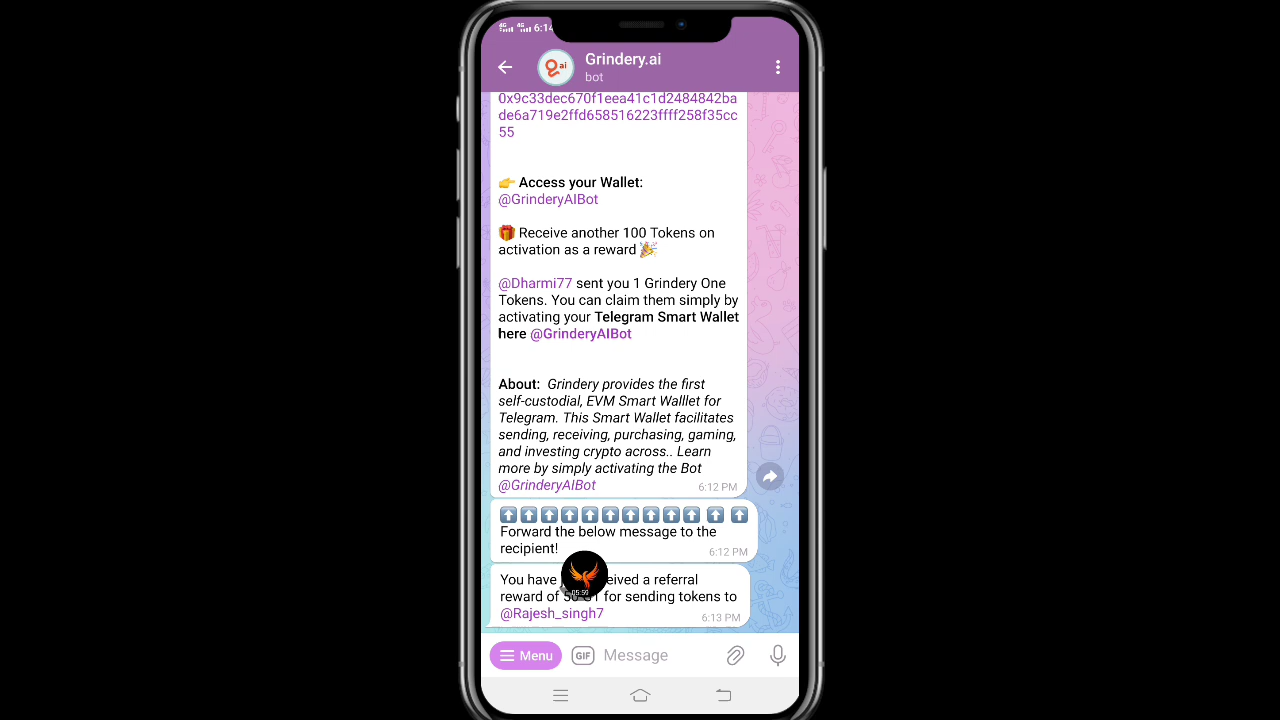 4G 4G 6:14
Grindery.ai
bot
0x9c33dec670f1eea41c1d2484842ba
de6a719e2ffd658516223ffff258f35cc
55
👉 Access your Wallet:
@GrinderyAIBot
🎁 Receive another 100 Tokens on
activation as a reward 🎉
@Dharmi77 sent you 1 Grindery One
Tokens. You can claim them simply by
activating your Telegram Smart Wallet
here @GrinderyAIBot
About: Grindery provides the first
self-custodial, EVM Smart Walllet for
Telegram. This Smart Wallet facilitates
sending, receiving, purchasing, gaming,
and investing crypto across.. Learn
more by simply activating the Bot
@GrinderyAIBot 6:12 PM
⬆️⬆️⬆️⬆️⬆️⬆️⬆️⬆️⬆️⬆️ ⬆️ ⬆️
Forward the below message to the
recipient! 6:12 PM
You have a referral
reward of for sending tokens to
@Rajesh_singh7 6:13 PM
05:59
Menu GIF Message